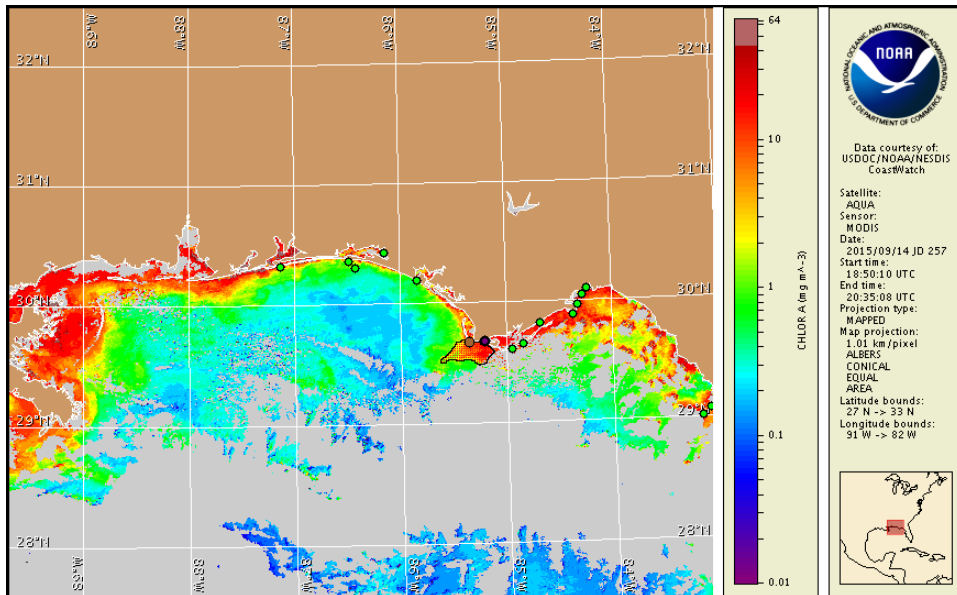 89°W
88°W
87°W
86°W
85°W
84°W
32°N
32°N
31°N
31°N
30°N
30°N
29°N
29°N
28°N
28°N
89°W
88°W
87°W
86°W
85°W
84°W
64
10
1
0.1
0.01
CHLOR A (mg m^-3)
NATIONAL OCEANIC AND ATMOSPHERIC ADMINISTRATION
NOAA
U.S. DEPARTMENT OF COMMERCE
Data courtesy of:
USDOC/NOAA/NESDIS
CoastWatch
Satellite:
AQUA
Sensor:
MODIS
Date:
2015/09/14 JD 257
Start time:
18:50:10 UTC
End time:
20:35:08 UTC
Projection type:
MAPPED
Map projection:
1.01 km/pixel
ALBERS
CONICAL
EQUAL
AREA
Latitude bounds:
27 N -> 33 N
Longitude bounds:
91 W -> 82 W